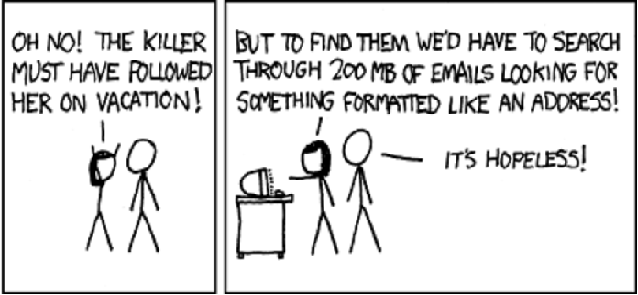 OH NO! THE KILLER
MUST HAVE FOLLOWED
HER ON VACATION!
BUT TO FIND THEM WE'D HAVE TO SEARCH
THROUGH 200 MB OF EMAILS LOOKING FOR
SOMETHING FORMATTED LIKE AN ADDRESS!
IT'S HOPELESS!